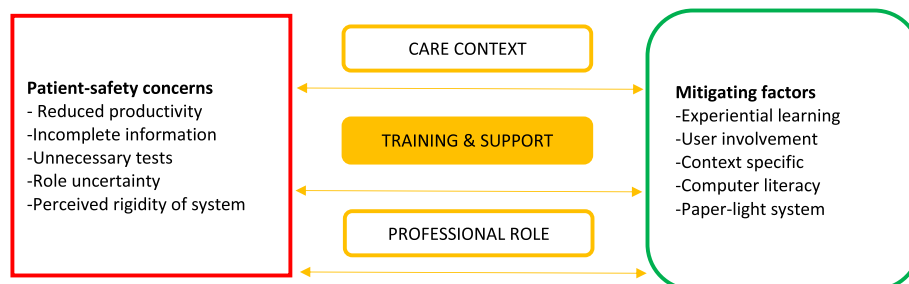 Patient-safety concerns
- Reduced productivity
-Incomplete information
-Unnecessary tests
-Role uncertainty
-Perceived rigidity of system
CARE CONTEXT
TRAINING & SUPPORT
PROFESSIONAL ROLE
Mitigating factors
-Experiential learning
-User involvement
-Context specific
-Computer literacy
-Paper-light system